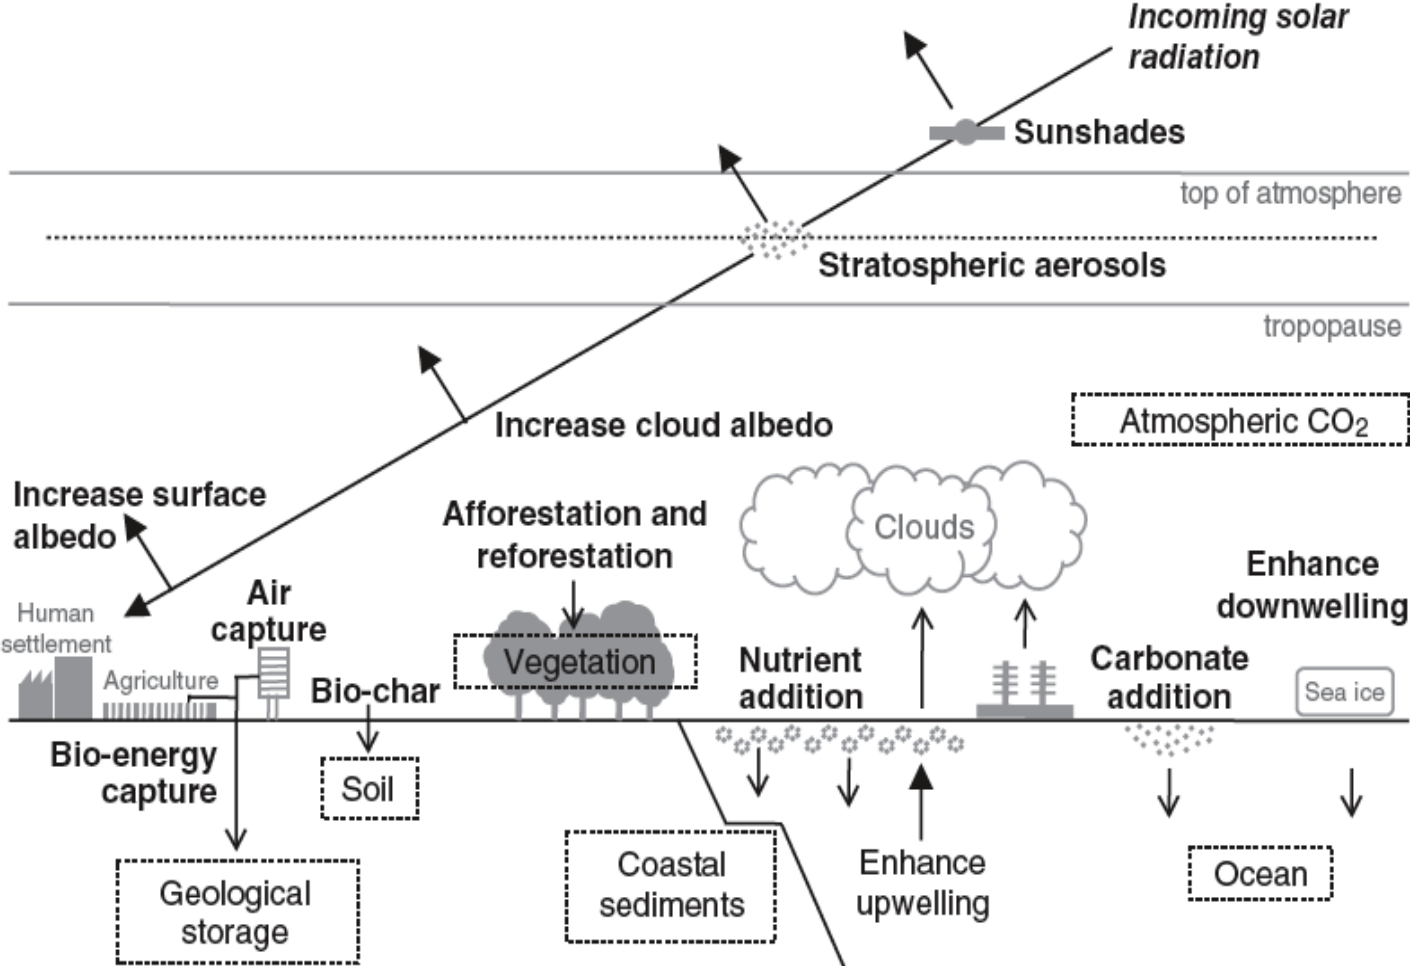 Incoming solar
radiation
Sunshades
top of atmosphere
Stratospheric aerosols
tropopause
Increase cloud albedo
Atmospheric CO₂
Increase surface
albedo
Afforestation and
reforestation
Clouds
Enhance
downwelling
Human
settlement
Air
capture
Agriculture
Bio-char
Vegetation
Nutrient
addition
Carbonate
addition
Sea ice
Bio-energy
capture
Soil
Geological
storage
Coastal
sediments
Enhance
upwelling
Ocean